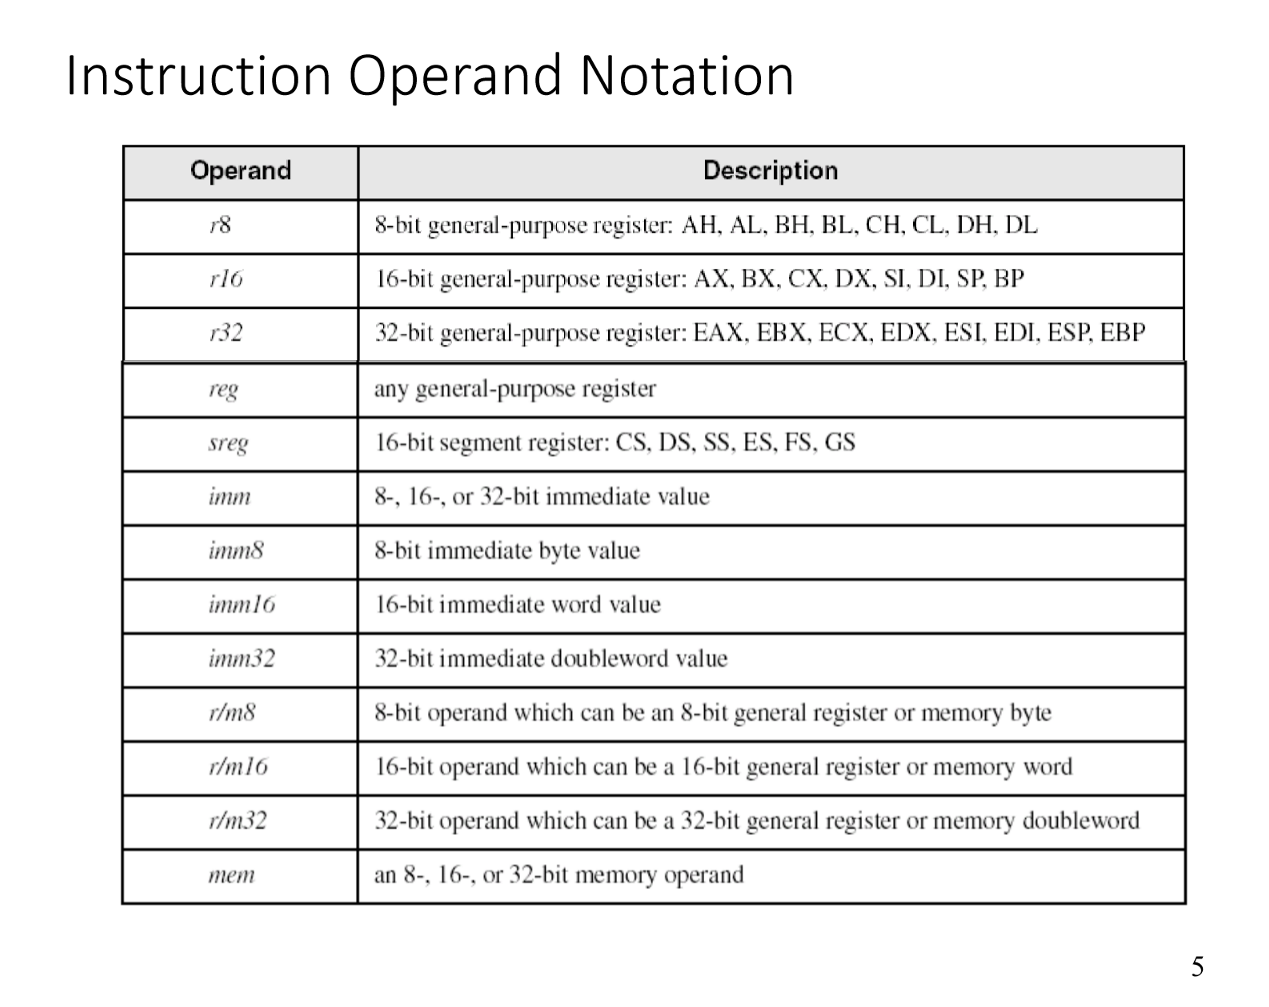 Instruction Operand Notation
Operand Description
r8 8-bit general-purpose register: AH, AL, BH, BL, CH, CL, DH, DL
r16 16-bit general-purpose register: AX, BX, CX, DX, SI, DI, SP, BP
r32 32-bit general-purpose register: EAX, EBX, ECX, EDX, ESI, EDI, ESP, EBP
reg any general-purpose register
sreg 16-bit segment register: CS, DS, SS, ES, FS, GS
imm 8-, 16-, or 32-bit immediate value
imm8 8-bit immediate byte value
imm16 16-bit immediate word value
imm32 32-bit immediate doubleword value
r/m8 8-bit operand which can be an 8-bit general register or memory byte
r/m16 16-bit operand which can be a 16-bit general register or memory word
r/m32 32-bit operand which can be a 32-bit general register or memory doubleword
mem an 8-, 16-, or 32-bit memory operand
5